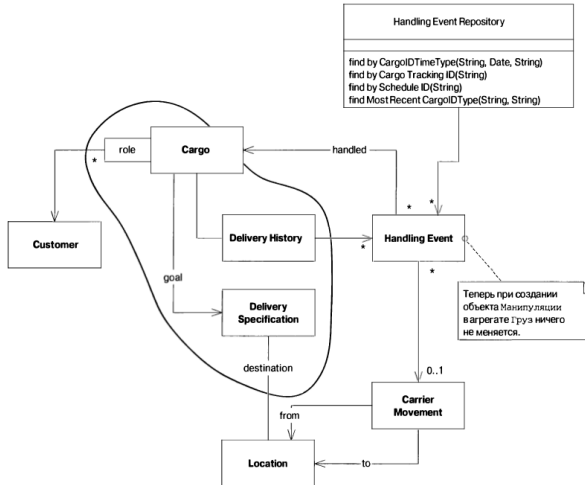 Handling Event Repository
find by CargoIDTimeType(String, Date, String)
find by Cargo Tracking ID(String)
find by Schedule ID(String)
find Most Recent CargoIDType(String, String)
role
Cargo
handled
*
*
*
Customer
Delivery History
*
Handling Event
*
goal
Delivery
Specification
Теперь при создании
объекта Манипуляции
в агрегате Груз ничего
не меняется.
destination
0..1
Carrier
Movement
from
Location
to